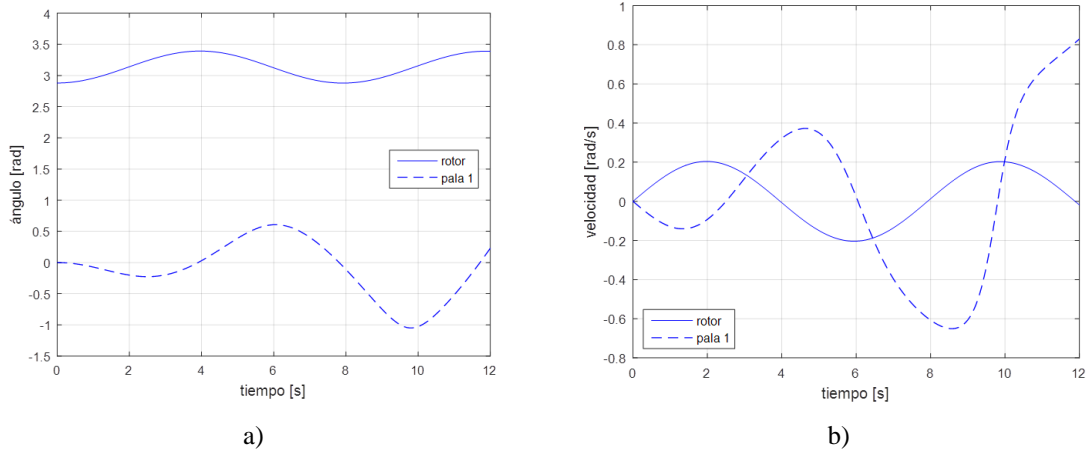 4
3.5
3
2.5
2
1.5
1
0.5
0
-0.5
-1
-1.5
0 2 4 6 8 10 12
ángulo [rad]
tiempo [s]
rotor
pala 1
a)
1
0.8
0.6
0.4
0.2
0
-0.2
-0.4
-0.6
-0.8
0 2 4 6 8 10 12
velocidad [rad/s]
tiempo [s]
rotor
pala 1
b)